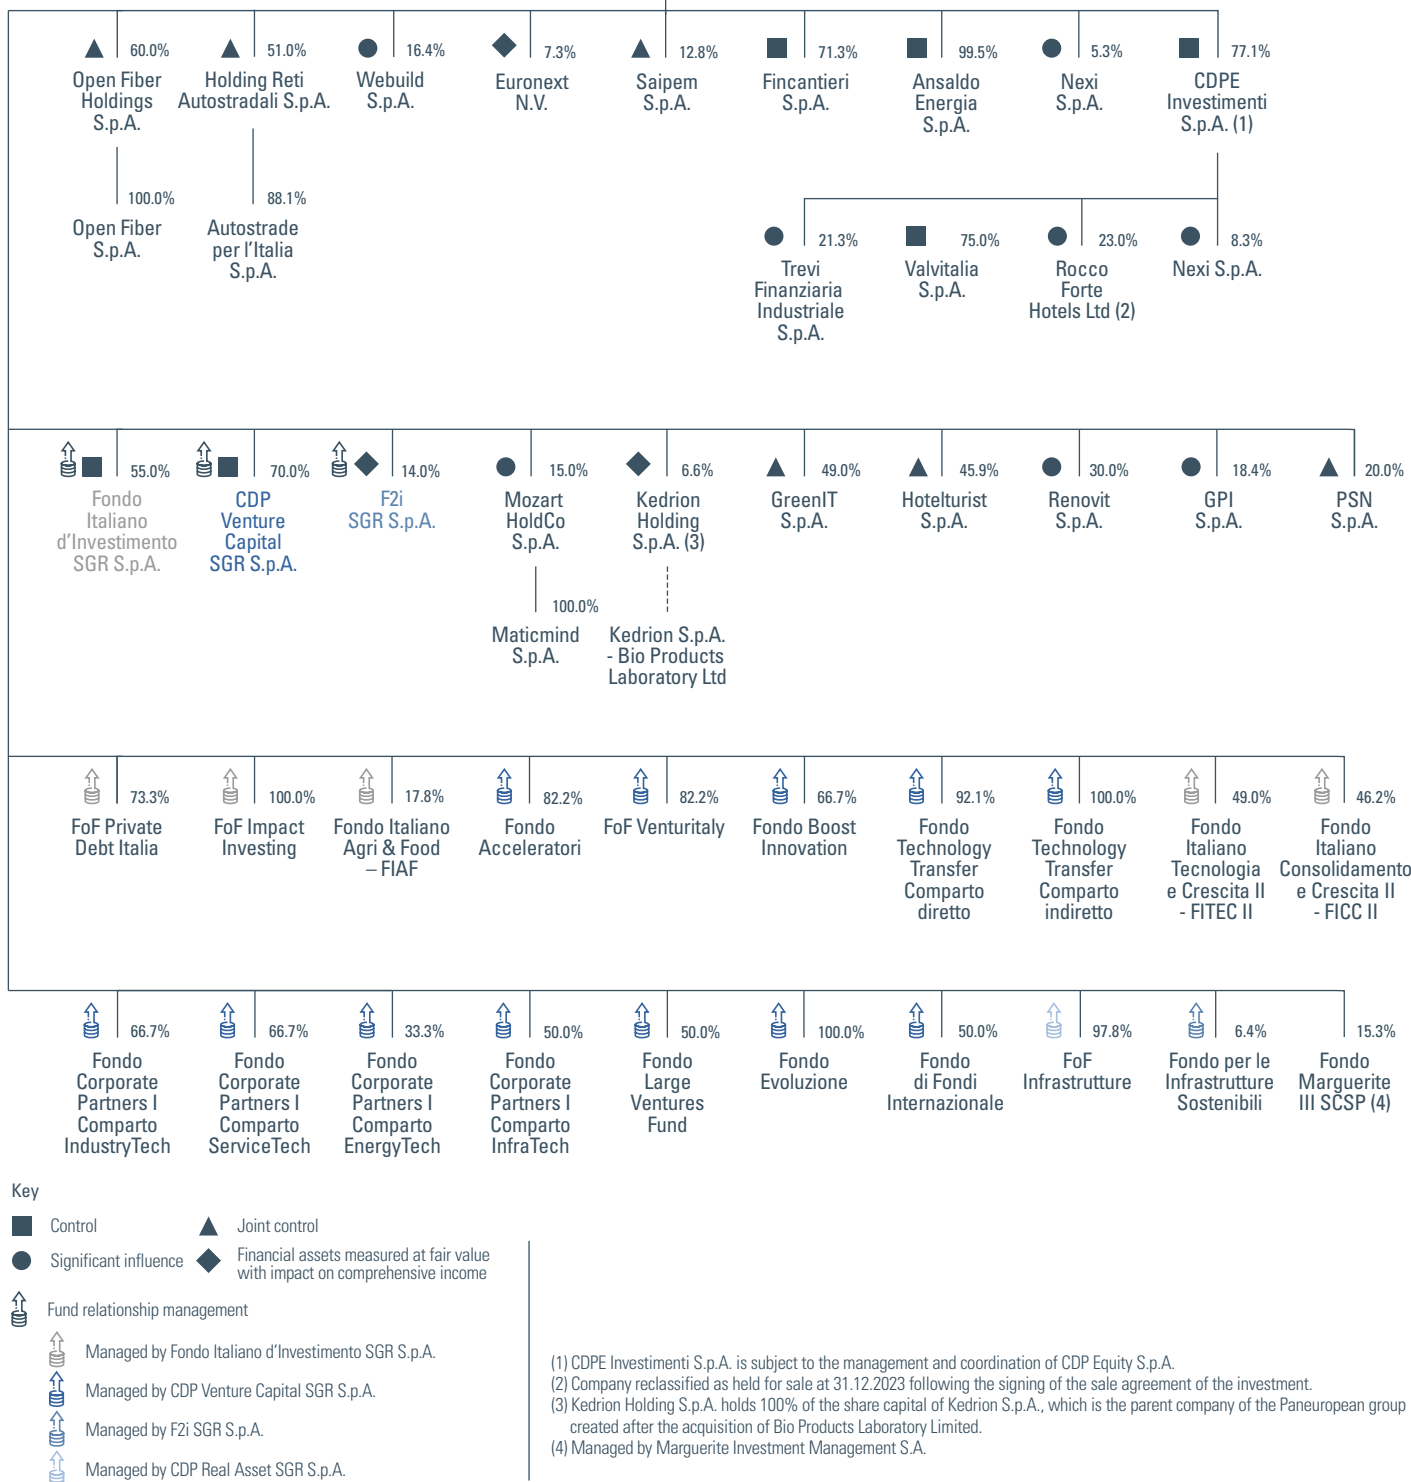 60.0%
Open Fiber
Holdings
S.p.A.
51.0%
Holding Reti
Autostradali S.p.A.
16.4%
Webuild
S.p.A.
7.3%
Euronext
N.V.
12.8%
Saipem
S.p.A.
71.3%
Fincantieri
S.p.A.
99.5%
Ansaldo
Energia
S.p.A.
5.3%
Nexi
S.p.A.
77.1%
CDPE
Investimenti
S.p.A. (1)
100.0%
Open Fiber
S.p.A.
88.1%
Autostrade
per l'Italia
S.p.A.
21.3%
Trevi
Finanziaria
Industriale
S.p.A.
75.0%
Valvitalia
S.p.A.
23.0%
Rocco
Forte
Hotels Ltd (2)
8.3%
Nexi S.p.A.
55.0%
Fondo
Italiano
d'Investimento
SGR S.p.A.
70.0%
CDP
Venture
Capital
SGR S.p.A.
14.0%
F2i
SGR S.p.A.
15.0%
Mozart
HoldCo
S.p.A.
6.6%
Kedrion
Holding
S.p.A. (3)
49.0%
GreenIT
S.p.A.
45.9%
Hotelturist
S.p.A.
30.0%
Renovit
S.p.A.
18.4%
GPI
S.p.A.
20.0%
PSN
S.p.A.
100.0%
Maticmind
S.p.A.
Kedrion S.p.A.
- Bio Products
Laboratory Ltd
73.3%
FoF Private
Debt Italia
100.0%
FoF Impact
Investing
17.8%
Fondo Italiano
Agri & Food
– FIAF
82.2%
Fondo
Acceleratori
82.2%
FoF Venturitaly
66.7%
Fondo Boost
Innovation
92.1%
Fondo
Technology
Transfer
Comparto
diretto
100.0%
Fondo
Technology
Transfer
Comparto
indiretto
49.0%
Fondo
Italiano
Tecnologia
e Crescita II
- FITEC II
46.2%
Fondo
Italiano
Consolidamento
e Crescita II
- FICC II
66.7%
Fondo
Corporate
Partners I
Comparto
IndustryTech
66.7%
Fondo
Corporate
Partners I
Comparto
ServiceTech
33.3%
Fondo
Corporate
Partners I
Comparto
EnergyTech
50.0%
Fondo
Corporate
Partners I
Comparto
InfraTech
50.0%
Fondo
Large
Ventures
Fund
100.0%
Fondo
Evoluzione
50.0%
Fondo
di Fondi
Internazionale
97.8%
FoF
Infrastrutture
6.4%
Fondo per le
Infrastrutture
Sostenibili
15.3%
Fondo
Marguerite
III SCSP (4)
Key
Control
Joint control
Significant influence
Financial assets measured at fair value
with impact on comprehensive income
Fund relationship management
Managed by Fondo Italiano d'Investimento SGR S.p.A.
Managed by CDP Venture Capital SGR S.p.A.
Managed by F2i SGR S.p.A.
Managed by CDP Real Asset SGR S.p.A.
(1) CDPE Investimenti S.p.A. is subject to the management and coordination of CDP Equity S.p.A.
(2) Company reclassified as held for sale at 31.12.2023 following the signing of the sale agreement of the investment.
(3) Kedrion Holding S.p.A. holds 100% of the share capital of Kedrion S.p.A., which is the parent company of the Paneuropean group
created after the acquisition of Bio Products Laboratory Limited.
(4) Managed by Marguerite Investment Management S.A.